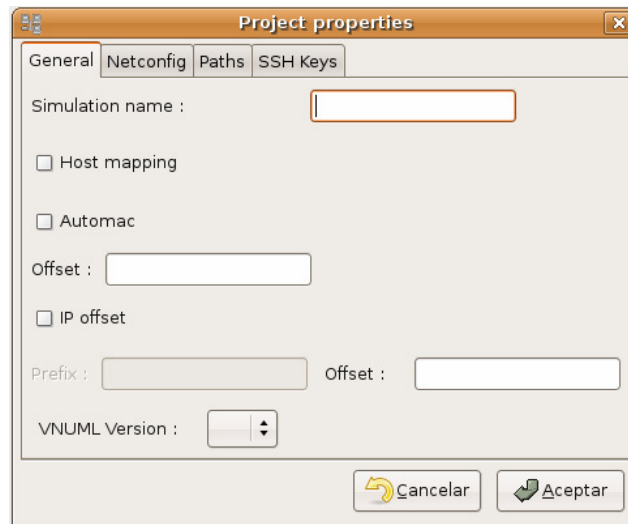 Project properties
General Netconfig Paths SSH Keys
Simulation name :
Host mapping
Automac
Offset :
IP offset
Prefix : Offset :
VNUML Version :
Cancelar Aceptar